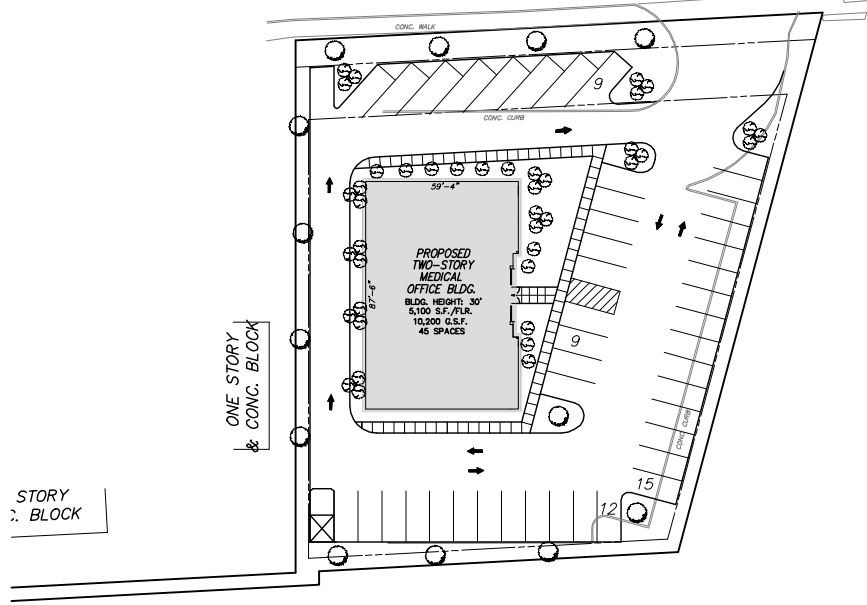 CONC. WALK
9
CONC. CURB
59'-4"
87'-6"
PROPOSED
TWO-STORY
MEDICAL
OFFICE BLDG.
BLDG. HEIGHT: 30'
5,100 S.F./FLR.
10,200 G.S.F.
45 SPACES
9
ONE STORY
& CONC. BLOCK
CONC. CURB
15
12
STORY
C. BLOCK